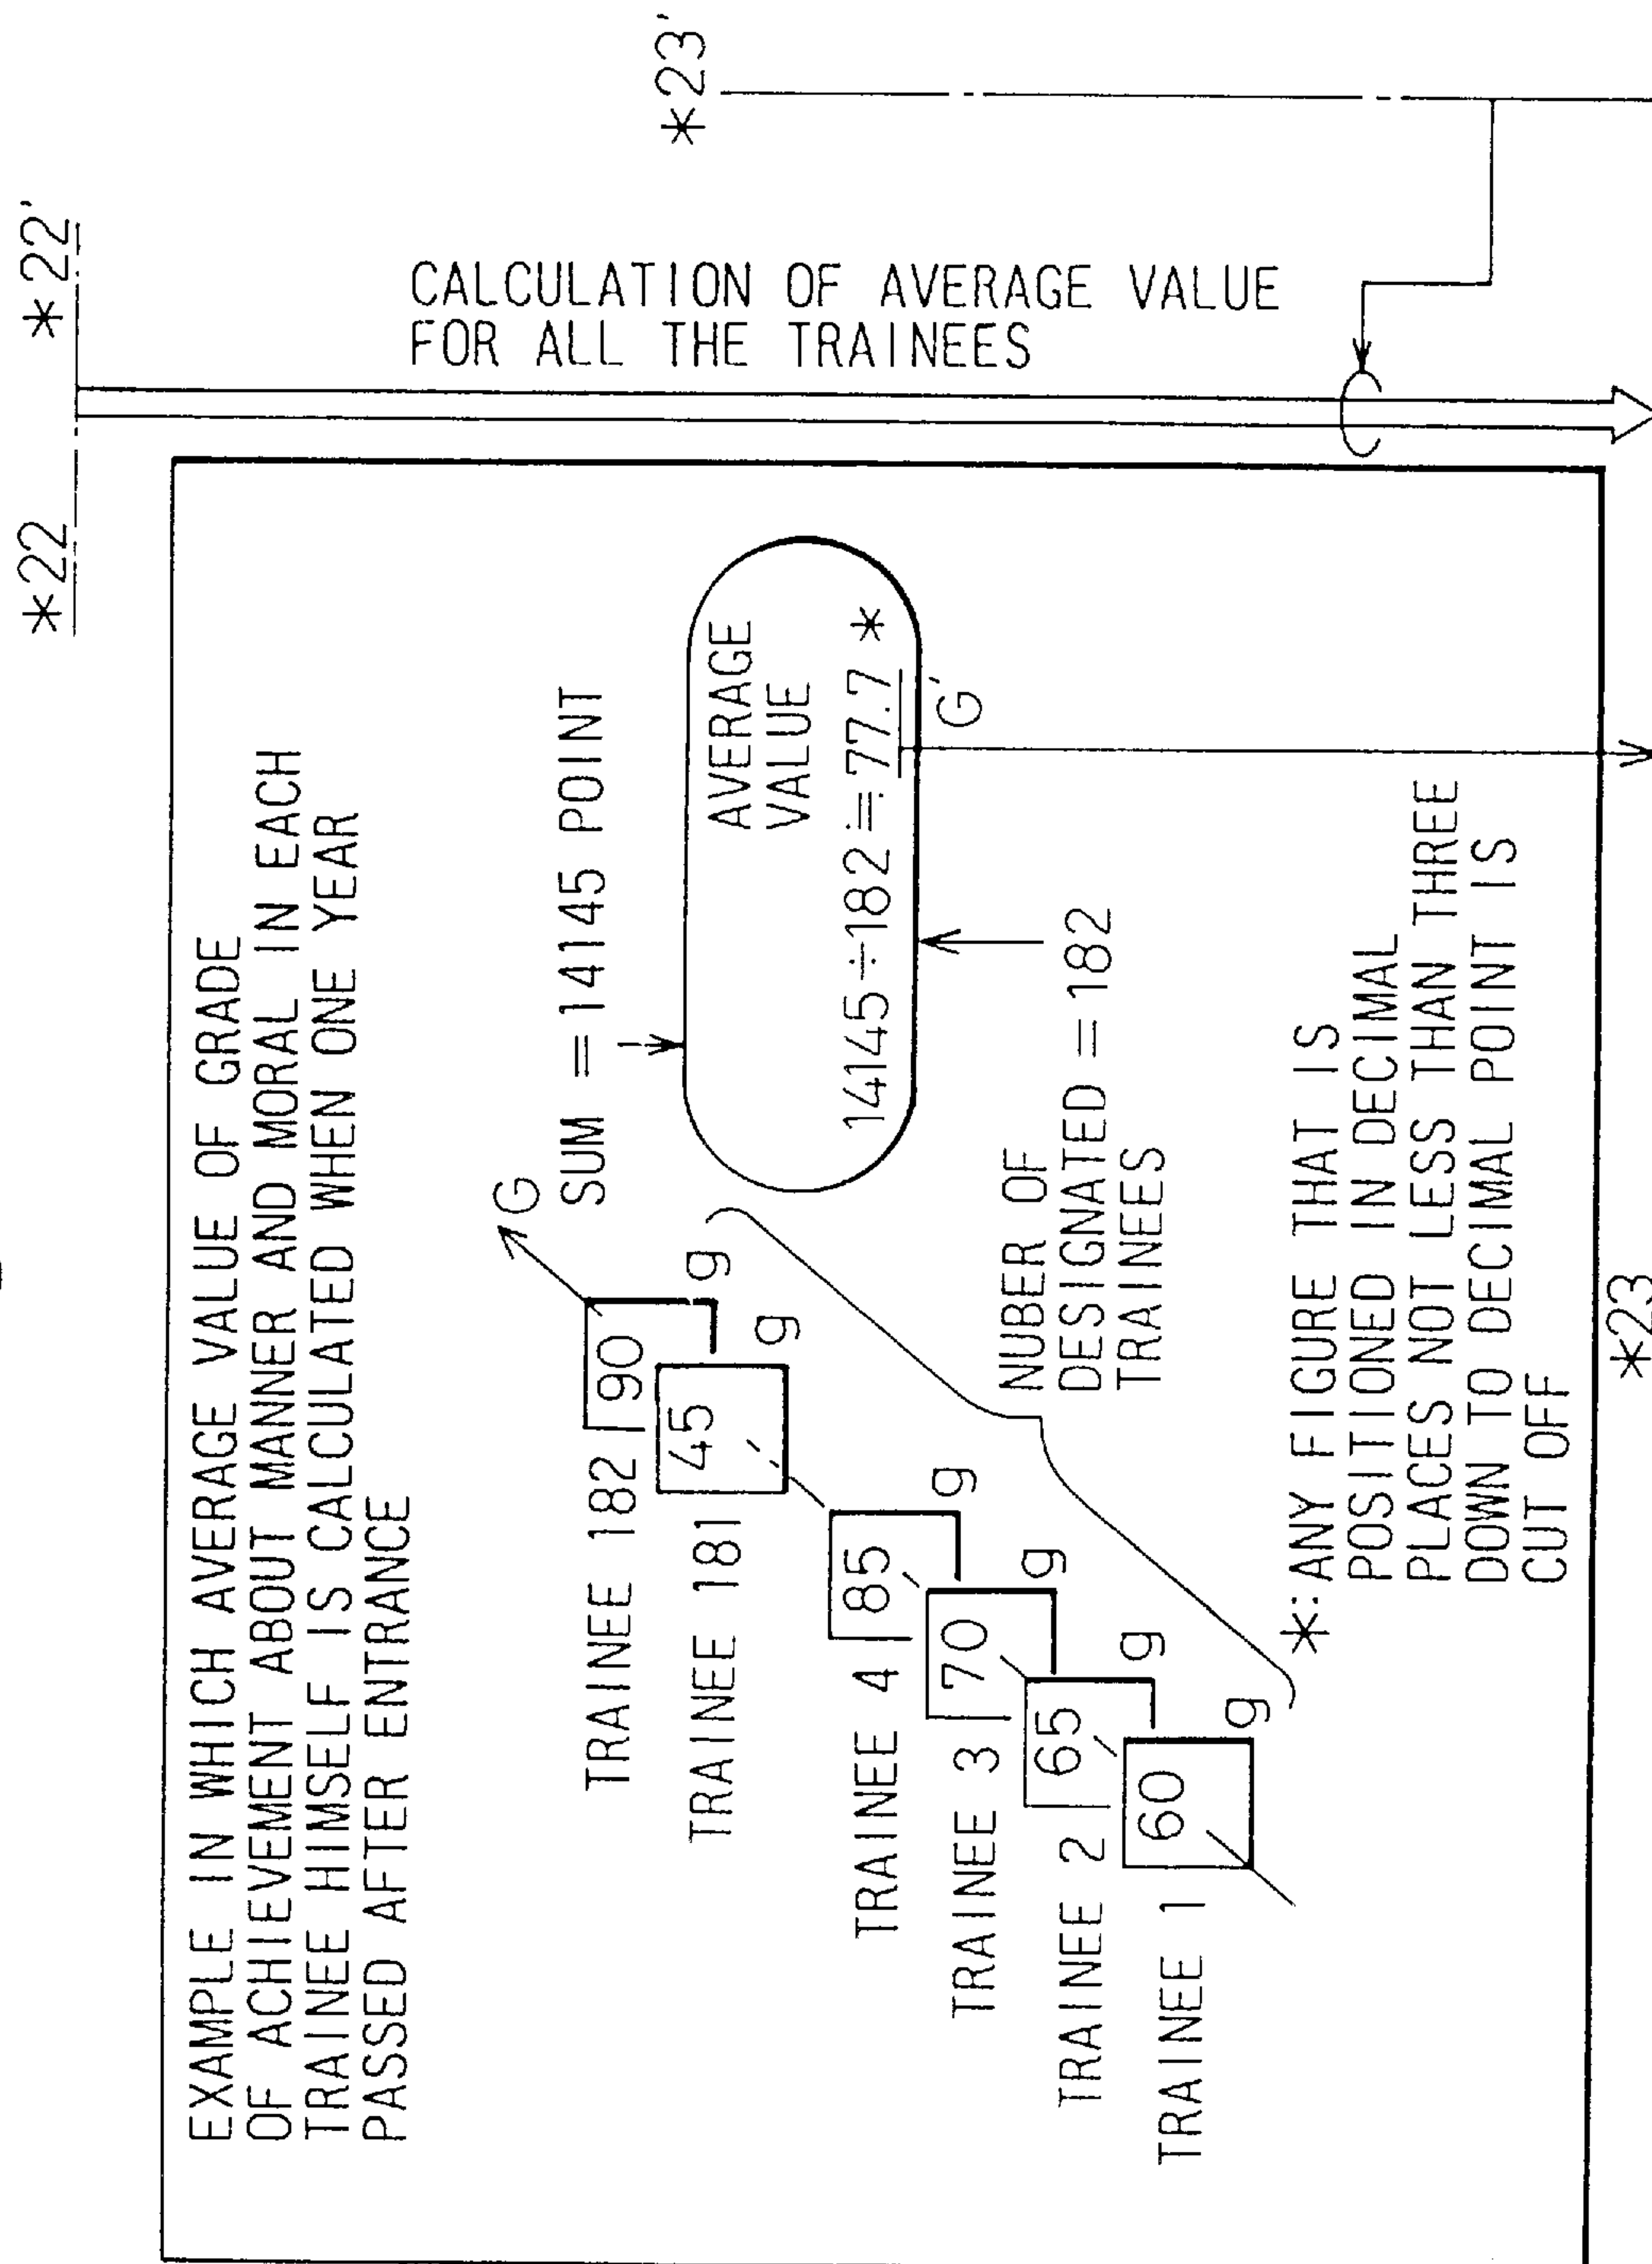 *22
*22'
EXAMPLE IN WHICH AVERAGE VALUE OF GRADE
OF ACHIEVEMENT ABOUT MANNER AND MORAL IN EACH
TRAINEE HIMSELF IS CALCULATED WHEN ONE YEAR
PASSED AFTER ENTRANCE
CALCULATION OF AVERAGE VALUE
FOR ALL THE TRAINEES
*23'
G
SUM = 14145 POINT
TRAINEE 182
90
g
TRAINEE 181
45
g
TRAINEE 4
85
g
TRAINEE 3
70
g
TRAINEE 2
65
g
TRAINEE 1
60
g
AVERAGE
VALUE
14145÷182≒77.7 *
G'
NUBER OF
DESIGNATED = 182
TRAINEES
*: ANY FIGURE THAT IS
POSITIONED IN DECIMAL
PLACES NOT LESS THAN THREE
DOWN TO DECIMAL POINT IS
CUT OFF
*23